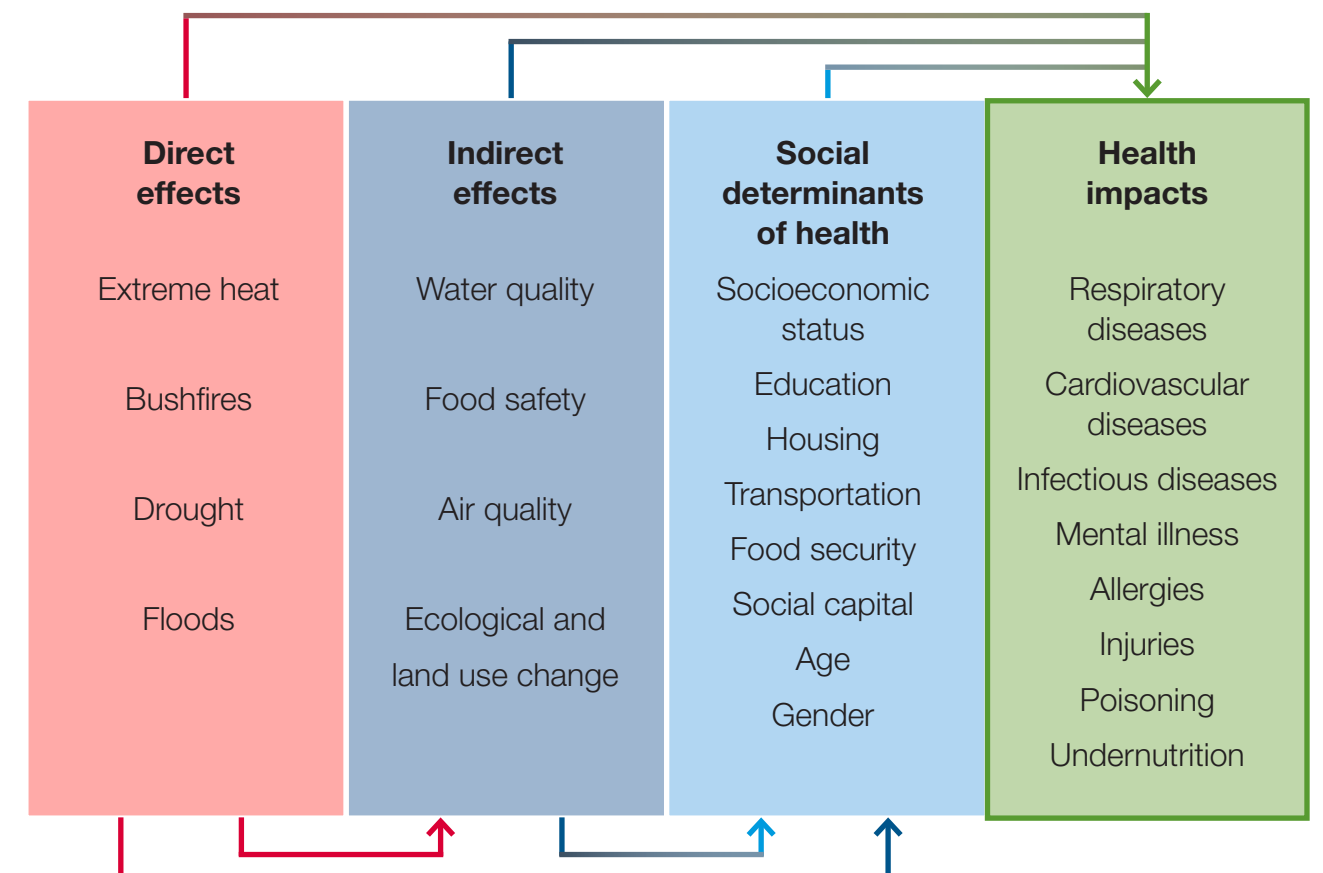 Direct
effects
Extreme heat
Bushfires
Drought
Floods
Indirect
effects
Water quality
Food safety
Air quality
Ecological and
land use change
Social
determinants
of health
Socioeconomic
status
Education
Housing
Transportation
Food security
Social capital
Age
Gender
Health
impacts
Respiratory
diseases
Cardiovascular
diseases
Infectious diseases
Mental illness
Allergies
Injuries
Poisoning
Undernutrition